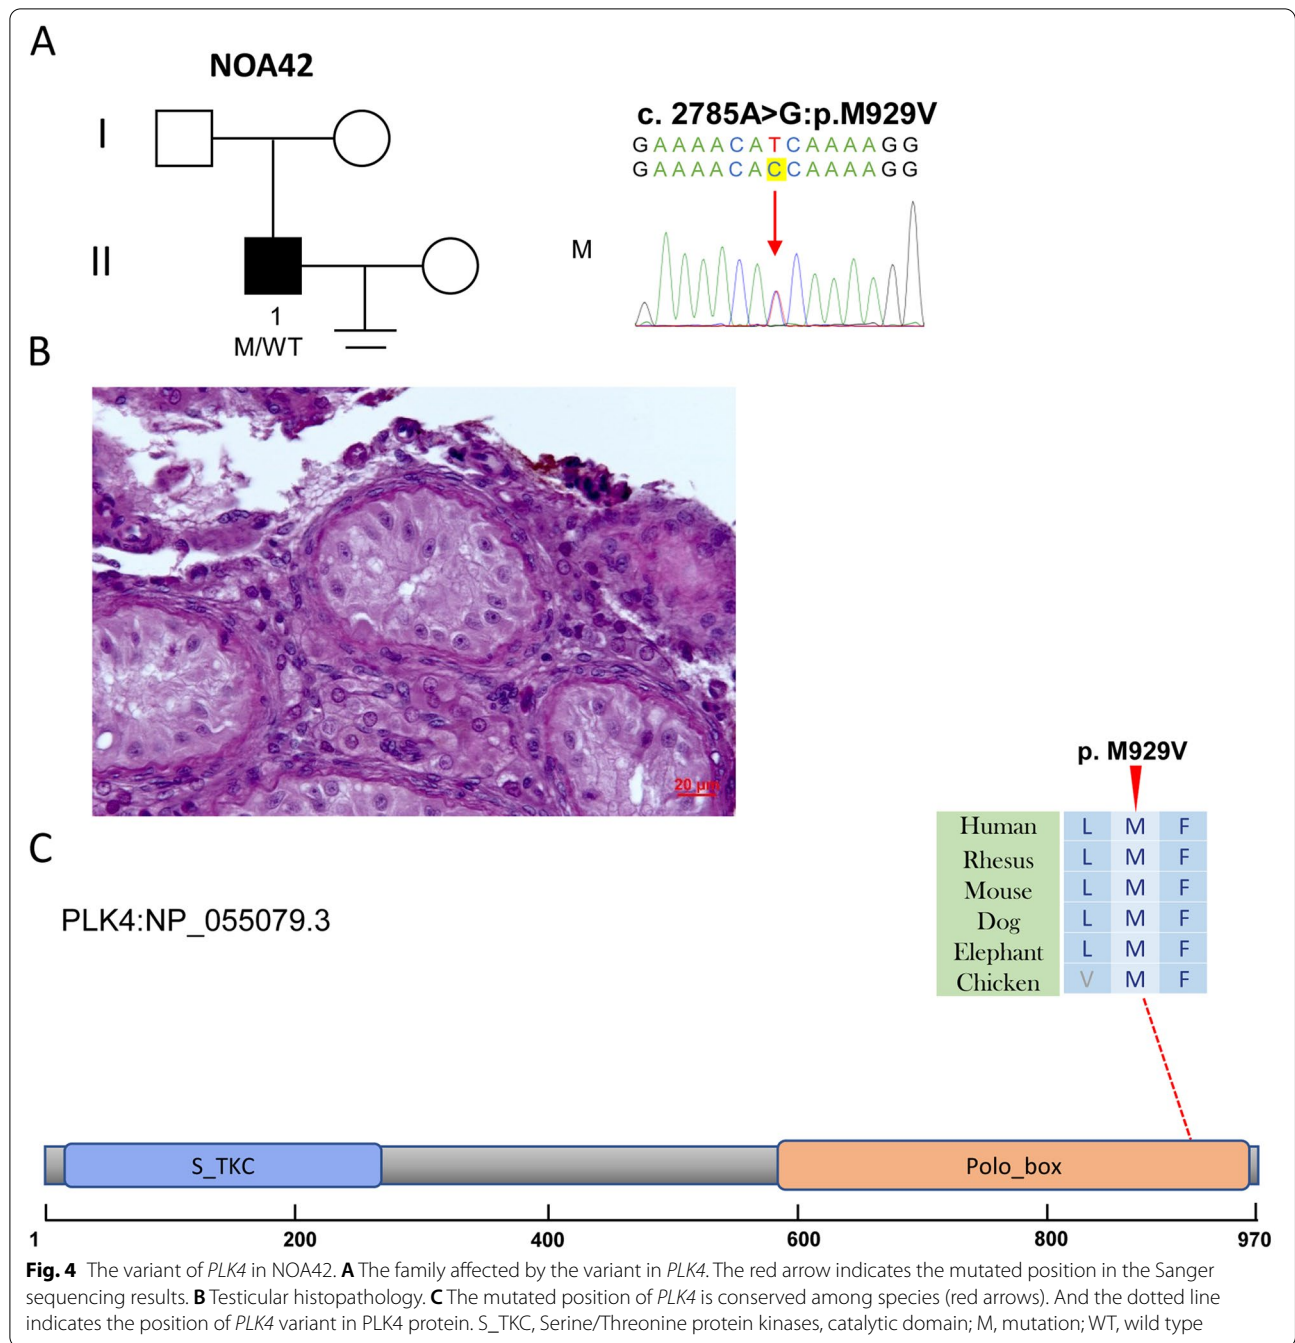 A
NOA42
I
II
1
M/WT
c. 2785A>G:p.M929V
GAAAACATCAAAAGG
GAAAACACCAAAAGG
M
B
20 μm
C
PLK4:NP_055079.3
p. M929V
Human L M F
Rhesus L M F
Mouse L M F
Dog L M F
Elephant L M F
Chicken V M F
S_TKC
Polo_box
1 200 400 600 800 970
Fig. 4 The variant of PLK4 in NOA42. A The family affected by the variant in PLK4. The red arrow indicates the mutated position in the Sanger
sequencing results. B Testicular histopathology. C The mutated position of PLK4 is conserved among species (red arrows). And the dotted line
indicates the position of PLK4 variant in PLK4 protein. S_TKC, Serine/Threonine protein kinases, catalytic domain; M, mutation; WT, wild type